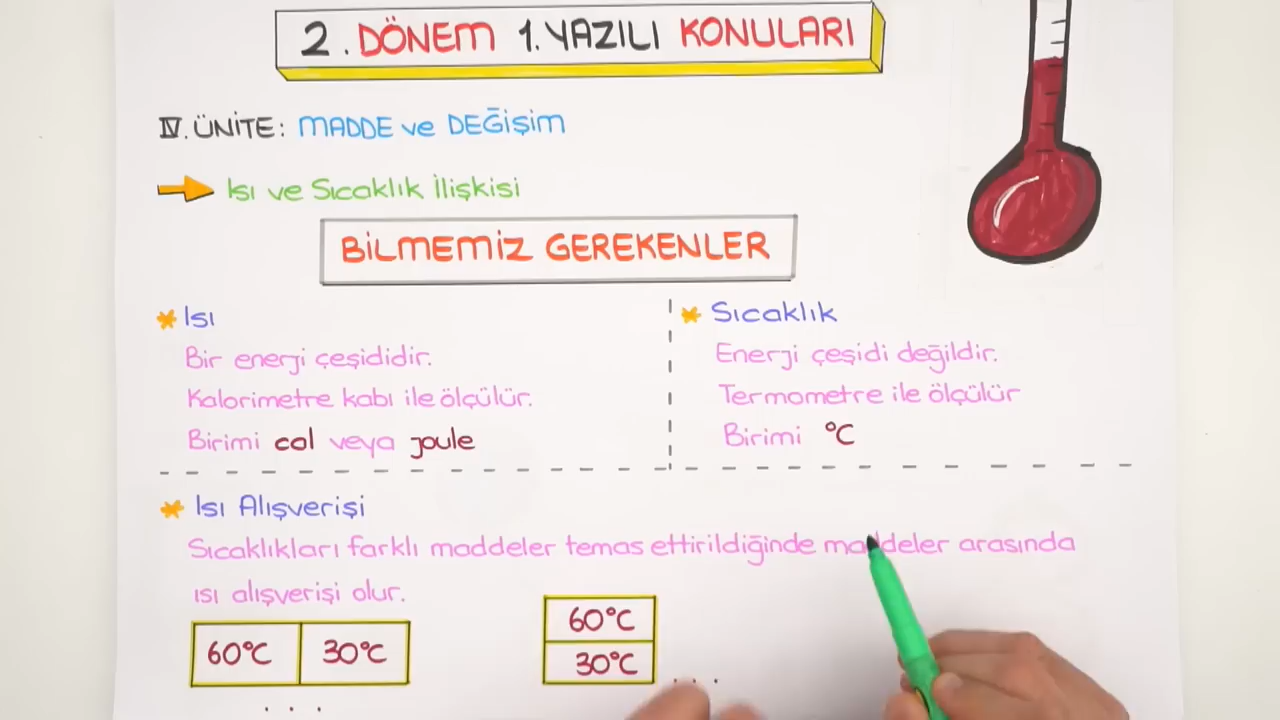 2. DÖNEM 1. YAZILI KONULARI
IV. ÜNİTE: MADDE ve DEĞİŞİM
Isı ve Sıcaklık İlişkisi
BİLMEMİZ GEREKENLER
* Isı
Bir enerji çeşididir.
Kalorimetre kabı ile ölçülür.
Birimi cal veya joule
* Sıcaklık
Enerji çeşidi değildir.
Termometre ile ölçülür
Birimi °C
* Isı Alışverişi
Sıcaklıkları farklı maddeler temas ettirildiğinde maddeler arasında
ısı alışverişi olur.
60°C 30°C
. . .
60°C
30°C
. . .